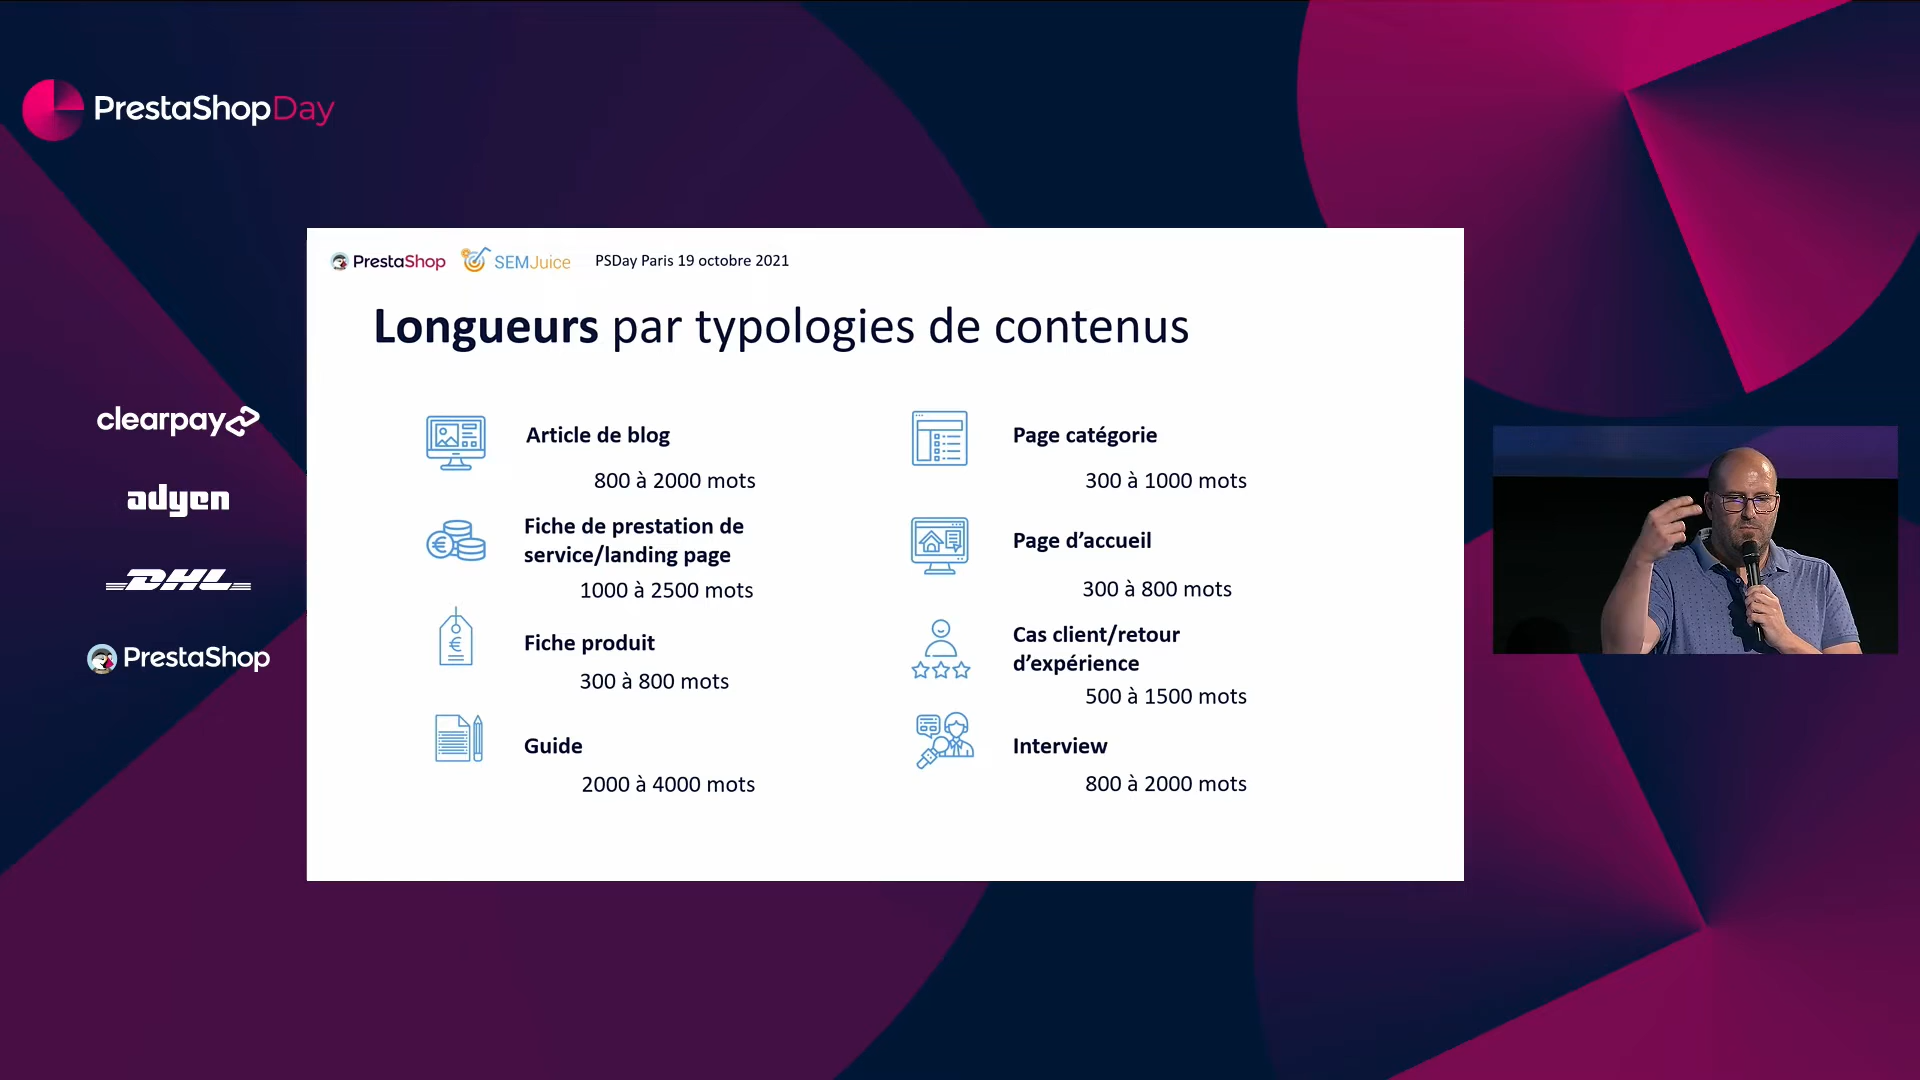 PrestaShopDay
clearpay
adyen
DHL
PrestaShop
PrestaShop SEMJuice PSDay Paris 19 octobre 2021
Longueurs par typologies de contenus
Article de blog
800 à 2000 mots
Fiche de prestation de
service/landing page
1000 à 2500 mots
Fiche produit
300 à 800 mots
Guide
2000 à 4000 mots
Page catégorie
300 à 1000 mots
Page d’accueil
300 à 800 mots
Cas client/retour
d’expérience
500 à 1500 mots
Interview
800 à 2000 mots